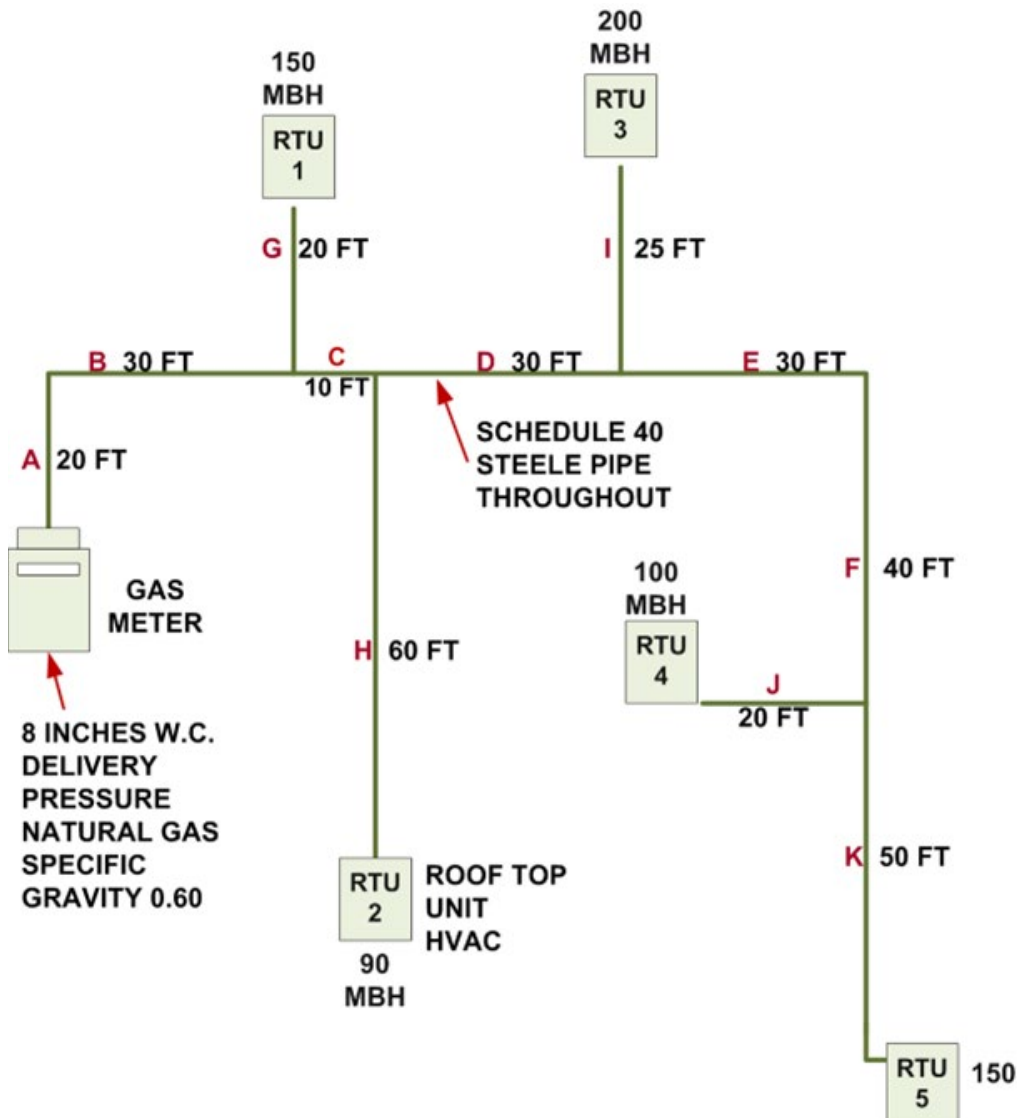 200
MBH
RTU
3
150
MBH
RTU
1
G 20 FT
I 25 FT
B 30 FT
C
10 FT
D 30 FT
E 30 FT
SCHEDULE 40
STEELE PIPE
THROUGHOUT
A 20 FT
GAS
METER
8 INCHES W.C.
DELIVERY
PRESSURE
NATURAL GAS
SPECIFIC
GRAVITY 0.60
H 60 FT
F 40 FT
100
MBH
RTU
4
J
20 FT
K 50 FT
RTU
2
ROOF TOP
UNIT
HVAC
90
MBH
RTU
5
150